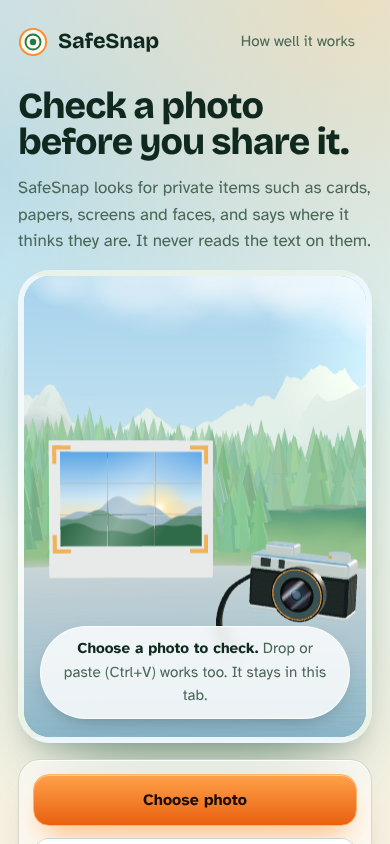 SafeSnap
How well it works
Check a photo
before you share it.
SafeSnap looks for private items such as cards,
papers, screens and faces, and says where it
thinks they are. It never reads the text on them.
Choose a photo to check. Drop or
paste (Ctrl+V) works too. It stays in this
tab.
Choose photo